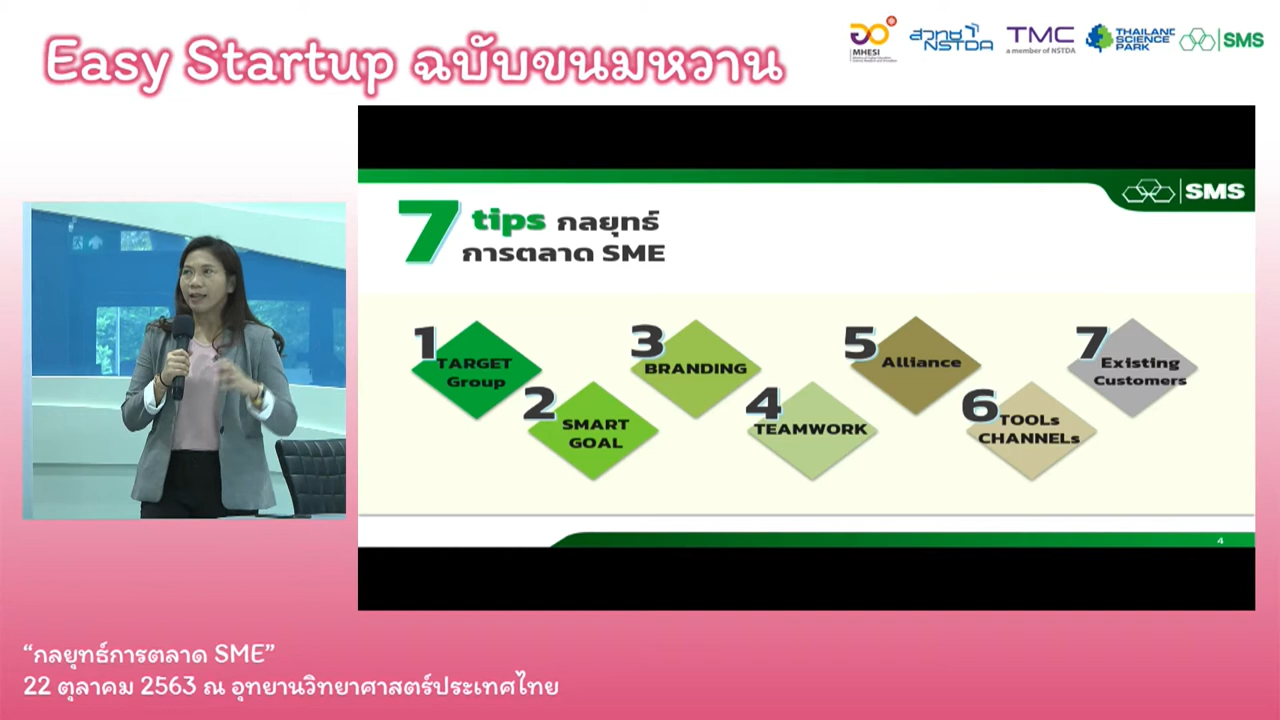 Easy Startup ฉบับขนมหวาน
MHESI
สวทช
NSTDA
TMC
a member of NSTDA
THAILAND
SCIENCE
PARK
SMS
SMS
7 tips กลยุทธ์
การตลาด SME
1 TARGET
Group
2 SMART
GOAL
3 BRANDING
4 TEAMWORK
5 Alliance
6 TOOLs
CHANNELs
7 Existing
Customers
4
“กลยุทธ์การตลาด SME”
22 ตุลาคม 2563 ณ อุทยานวิทยาศาสตร์ประเทศไทย